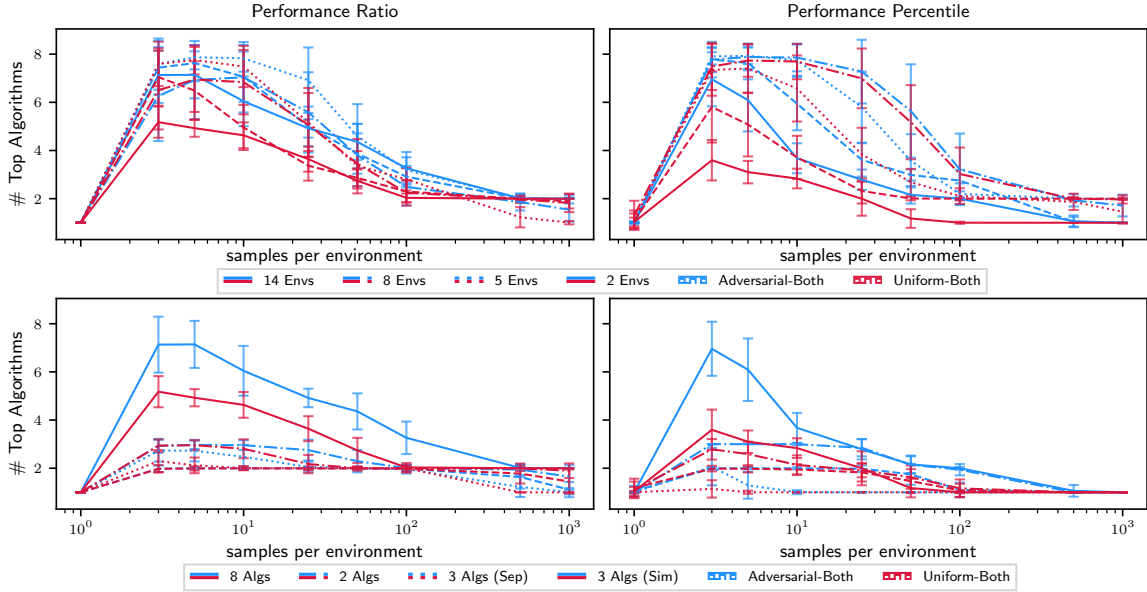 Performance Ratio
Performance Percentile
8
6
4
2
# Top Algorithms
samples per environment
samples per environment
14 Envs
8 Envs
5 Envs
2 Envs
Adversarial-Both
Uniform-Both
8
6
4
2
# Top Algorithms
10⁰
10¹
10²
10³
10⁰
10¹
10²
10³
samples per environment
samples per environment
8 Algs
2 Algs
3 Algs (Sep)
3 Algs (Sim)
Adversarial-Both
Uniform-Both